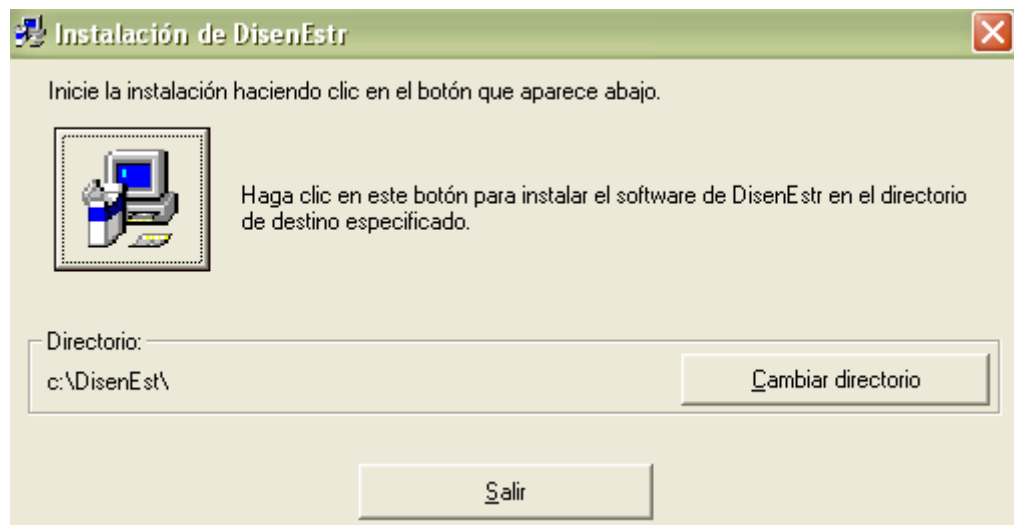 Instalación de DisenEstr
Inicie la instalación haciendo clic en el botón que aparece abajo.
Haga clic en este botón para instalar el software de DisenEstr en el directorio
de destino especificado.
Directorio:
c:\DisenEst\
Cambiar directorio
Salir